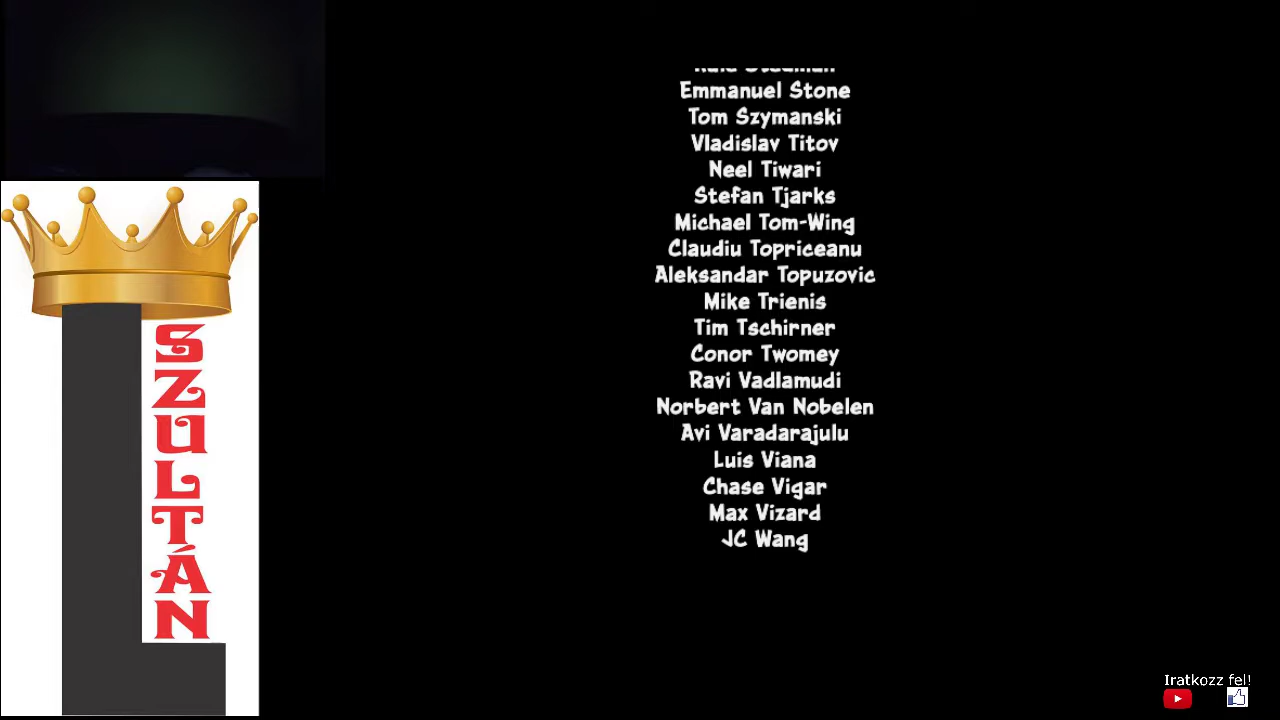 Emmanuel Stone
Tom Szymanski
Vladislav Titov
Neel Tiwari
Stefan Tjarks
Michael Tom-Wing
Claudiu Topriceanu
Aleksandar Topuzovic
Mike Trienis
Tim Tschirner
Conor Twomey
Ravi Vadlamudi
Norbert Van Nobelen
Avi Varadarajulu
Luis Viana
Chase Vigar
Max Vizard
JC Wang
L
SZULTÁN
Iratkozz fel!